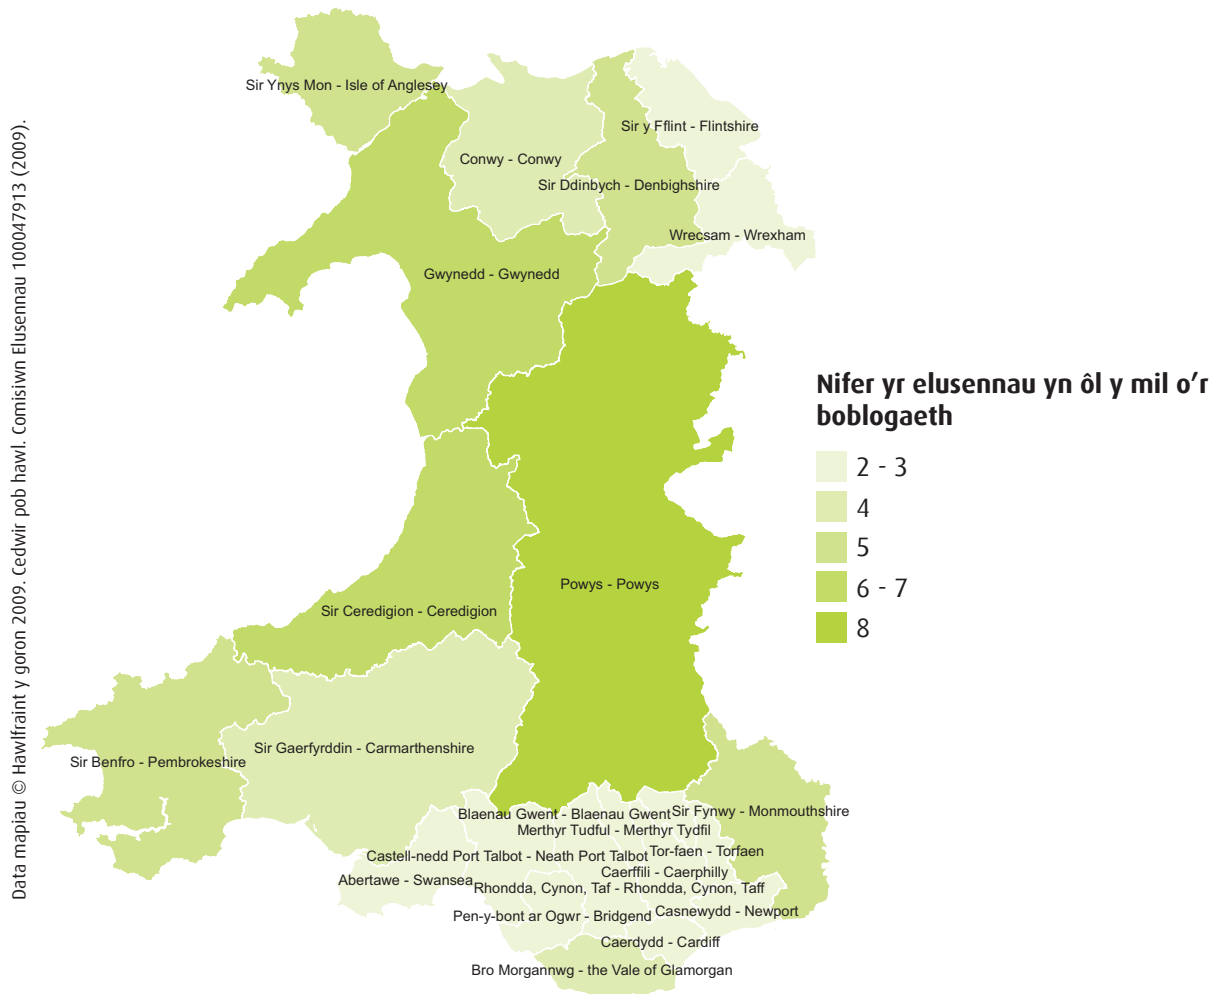 Data mapiau © Hawlfraint y goron 2009. Cedwir pob hawl. Comisiwn Elusennau 100047913 (2009).
Sir Ynys Mon - Isle of Anglesey
Sir y Fflint - Flintshire
Conwy - Conwy
Sir Ddinbych - Denbighshire
Wrecsam - Wrexham
Gwynedd - Gwynedd
Powys - Powys
Sir Ceredigion - Ceredigion
Sir Gaerfyrddin - Carmarthenshire
Sir Benfro - Pembrokeshire
Blaenau Gwent - Blaenau Gwent
Sir Fynwy - Monmouthshire
Merthyr Tudful - Merthyr Tydfil
Castell-nedd Port Talbot - Neath Port Talbot
Tor-faen - Torfaen
Caerffili - Caerphilly
Abertawe - Swansea
Rhondda, Cynon, Taf - Rhondda, Cynon, Taff
Pen-y-bont ar Ogwr - Bridgend
Casnewydd - Newport
Caerdydd - Cardiff
Bro Morgannwg - the Vale of Glamorgan
Nifer yr elusennau yn ôl y mil o’r
boblogaeth
2 - 3
4
5
6 - 7
8